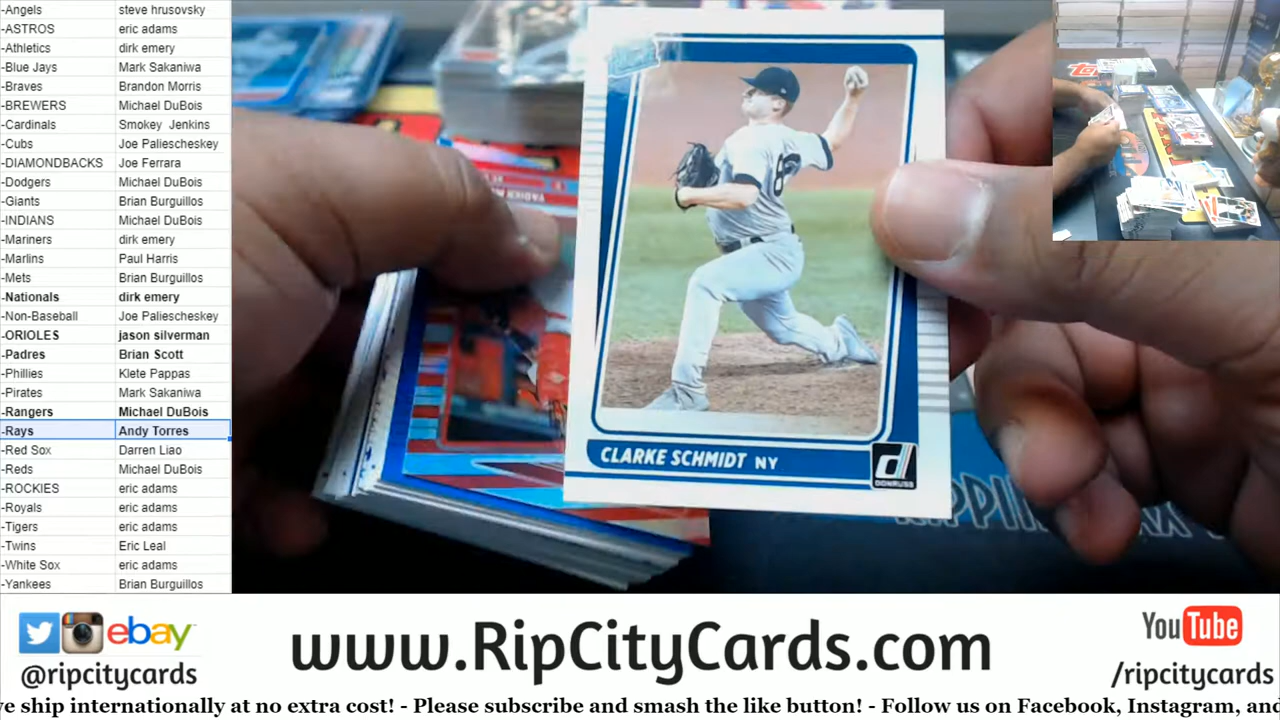 -Angels steve hrusovsky
-ASTROS eric adams
-Athletics dirk emery
-Blue Jays Mark Sakaniwa
-Braves Brandon Morris
-BREWERS Michael DuBois
-Cardinals Smokey Jenkins
-Cubs Joe Paliescheskey
-DIAMONDBACKS Joe Ferrara
-Dodgers Michael DuBois
-Giants Brian Burguillos
-INDIANS Michael DuBois
-Mariners dirk emery
-Marlins Paul Harris
-Mets Brian Burguillos
-Nationals dirk emery
-Non-Baseball Joe Paliescheskey
-ORIOLES jason silverman
-Padres Brian Scott
-Phillies Klete Pappas
-Pirates Mark Sakaniwa
-Rangers Michael DuBois
-Rays Andy Torres
-Red Sox Darren Liao
-Reds Michael DuBois
-ROCKIES eric adams
-Royals eric adams
-Tigers eric adams
-Twins Eric Leal
-White Sox eric adams
-Yankees Brian Burguillos
CLARKE SCHMIDT NY
d
DONRUSS
ebay
@ripcitycards
www.RipCityCards.com
YouTube
/ripcitycards
we ship internationally at no extra cost! - Please subscribe and smash the like button! - Follow us on Facebook, Instagram, and